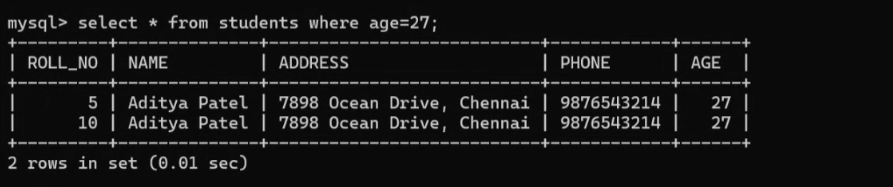 mysql> select * from students where age=27;
+---------+--------------+----------------------------+------------+------+
| ROLL_NO | NAME         | ADDRESS                    | PHONE      | AGE  |
+---------+--------------+----------------------------+------------+------+
|       5 | Aditya Patel | 7898 Ocean Drive, Chennai | 9876543214 |   27 |
|      10 | Aditya Patel | 7898 Ocean Drive, Chennai | 9876543214 |   27 |
+---------+--------------+----------------------------+------------+------+
2 rows in set (0.01 sec)